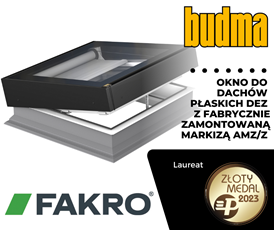 budma
OKNO DO
DACHÓW
PŁASKICH DEZ
Z FABRYCZNIE
ZAMONTOWANĄ
MARKIZĄ AMZ/Z
Laureat
ZŁOTY
MEDAL
2023
FAKRO®